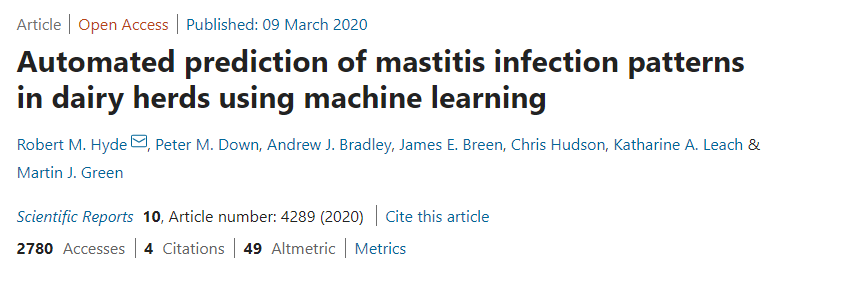 Article | Open Access | Published: 09 March 2020
Automated prediction of mastitis infection patterns
in dairy herds using machine learning
Robert M. Hyde, Peter M. Down, Andrew J. Bradley, James E. Breen, Chris Hudson, Katharine A. Leach &
Martin J. Green
Scientific Reports 10, Article number: 4289 (2020) | Cite this article
2780 Accesses | 4 Citations | 49 Altmetric | Metrics